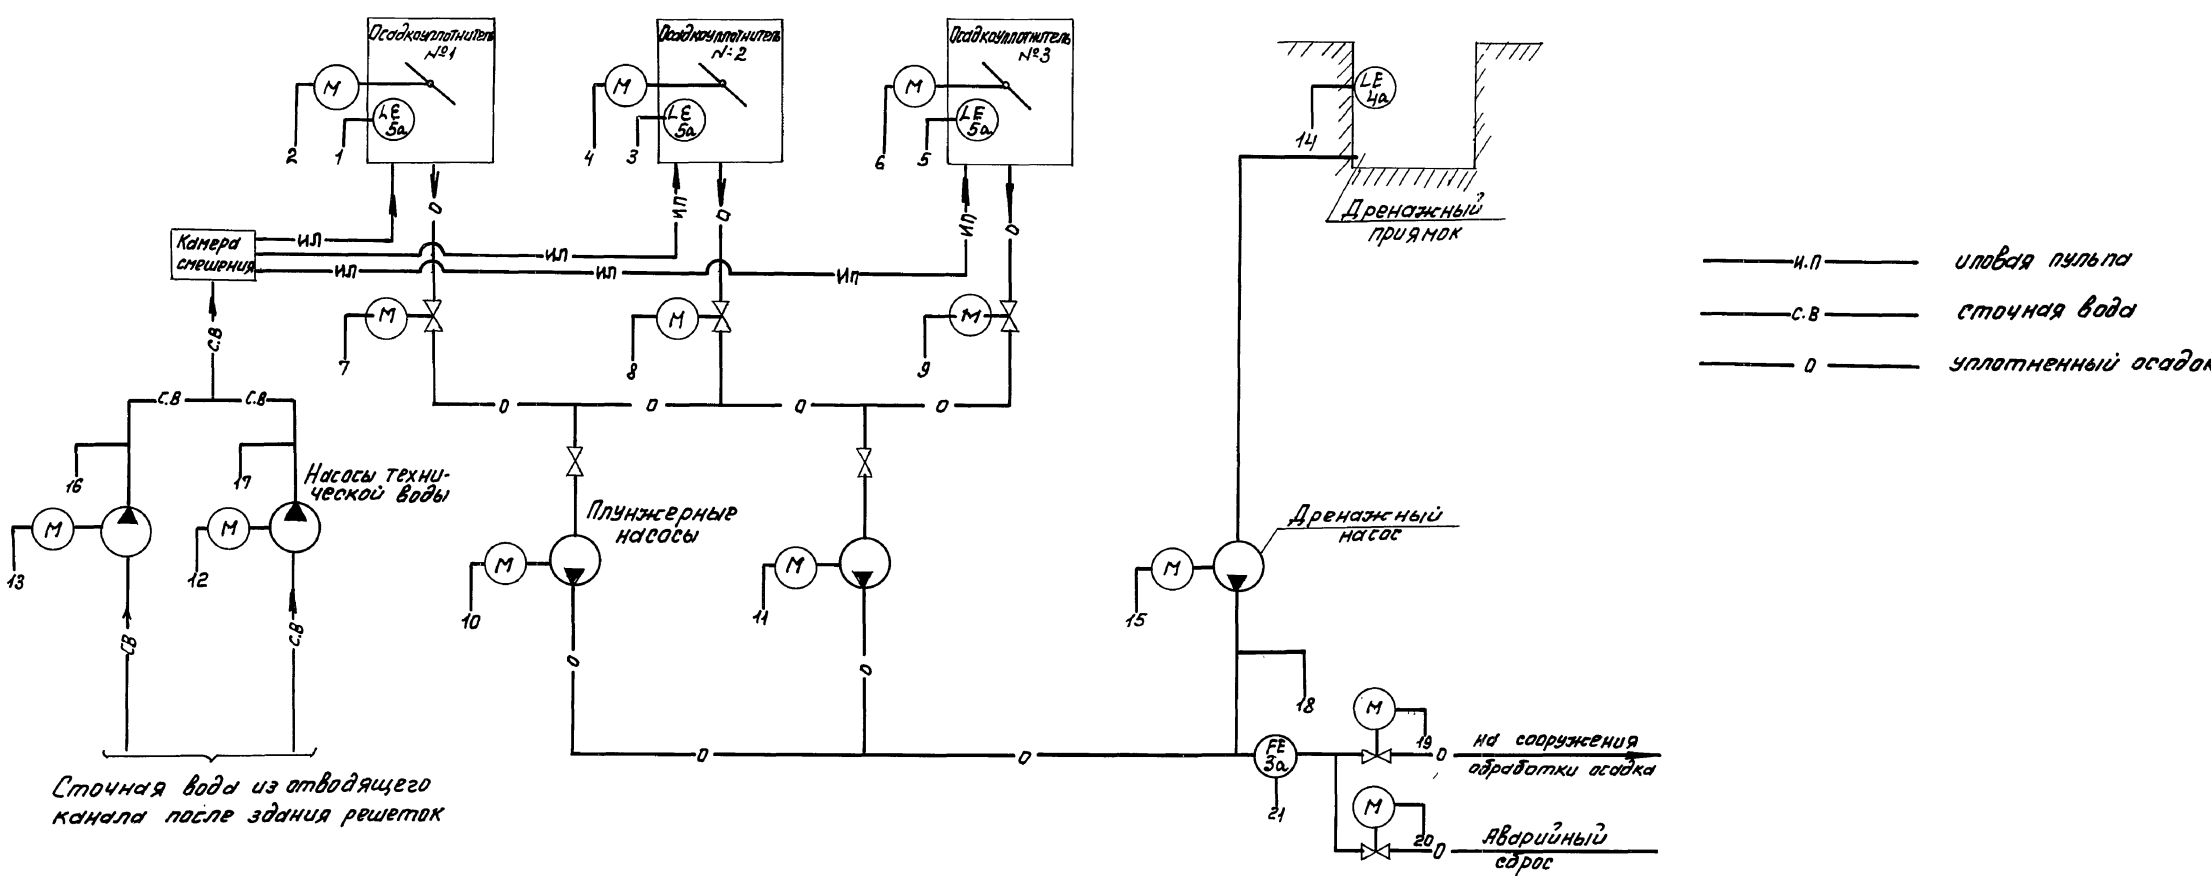 Осадкоуплотнитель
№1
Осадкоуплотнитель
№2
Осадкоуплотнитель
№3
М
М
М
LE
5а
LE
5а
LE
5а
LE
4а
2
1
4
3
6
5
14
О
ИП
О
ИП
О
Дренажный
приямок
Камера
смешения
ИЛ
ИЛ
ИЛ
ИЛ
ИП
И.П
иловая пульпа
С.В
сточная вода
О
уплотненный осадок
М
М
М
7
8
9
С.В
С.В
С.В
О
О
О
О
16
17
Насосы техни-
ческой воды
М
М
13
12
Плунжерные
насосы
М
М
10
11
Дренажный
насос
М
15
СВ
С.В
О
О
18
М
19
О
О
FE
3а
21
О
на сооружения
обработки осадка
М
20
О
Аварийный
сброс
Сточная вода из отводящего
канала после здания решеток